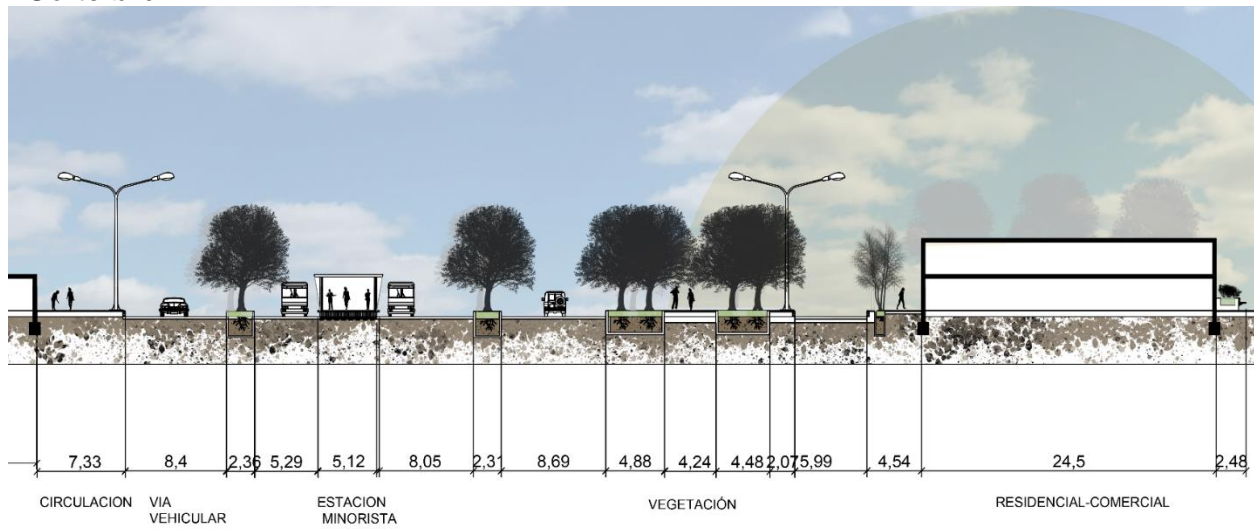 7,33 8,4 2,36 5,29 5,12 8,05 2,31 8,69 4,88 4,24 4,48 2,07 5,99 4,54 24,5 2,48
CIRCULACION VIA ESTACION VEGETACIÓN RESIDENCIAL-COMERCIAL
VEHICULAR MINORISTA